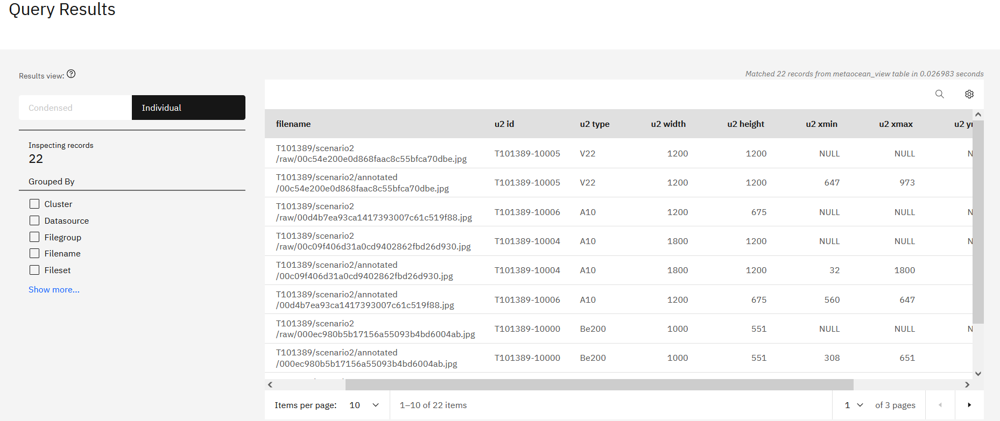 Query Results
Results view:
Matched 22 records from metaocean_view table in 0.026983 seconds
Condensed
Individual
Inspecting records
22
Grouped By
Cluster
Datasource
Filegroup
Filename
Fileset
Show more...
filename u2 id u2 type u2 width u2 height u2 xmin u2 xmax u2
T101389/scenario2
/raw/00c54e200e0d868faac8c55bfca70dbe.jpg T101389-10005 V22 1200 1200 NULL NULL N
T101389/scenario2/annotated
/00c54e200e0d868faac8c55bfca70dbe.jpg T101389-10005 V22 1200 1200 647 973
T101389/scenario2
/raw/00d4b7ea93ca1417393007c61c519f88.jpg T101389-10006 A10 1200 675 NULL NULL N
T101389/scenario2
/raw/00c09f406d31a0cd9402862fbd26d930.jpg T101389-10004 A10 1800 1200 NULL NULL N
T101389/scenario2/annotated
/00c09f406d31a0cd9402862fbd26d930.jpg T101389-10004 A10 1800 1200 32 1800
T101389/scenario2/annotated
/00d4b7ea93ca1417393007c61c519f88.jpg T101389-10006 A10 1200 675 560 647
T101389/scenario2
/raw/000ec980b5b17156a55093b4bd6004ab.jpg T101389-10000 Be200 1000 551 NULL NULL N
T101389/scenario2/annotated
/000ec980b5b17156a55093b4bd6004ab.jpg T101389-10000 Be200 1000 551 308 651
Items per page: 10 1–10 of 22 items 1 of 3 pages